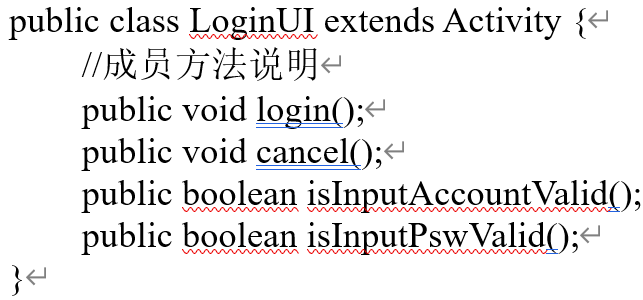 public class LoginUI extends Activity {
//成员方法说明
public void login();
public void cancel();
public boolean isInputAccountValid();
public boolean isInputPswValid();
}